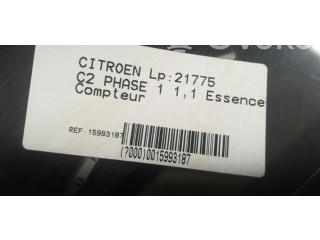 CITROEN Lp:21775
C2 PHASE 1 1,1 Essence
Compteur
REF:15993187
(7000)0015993187